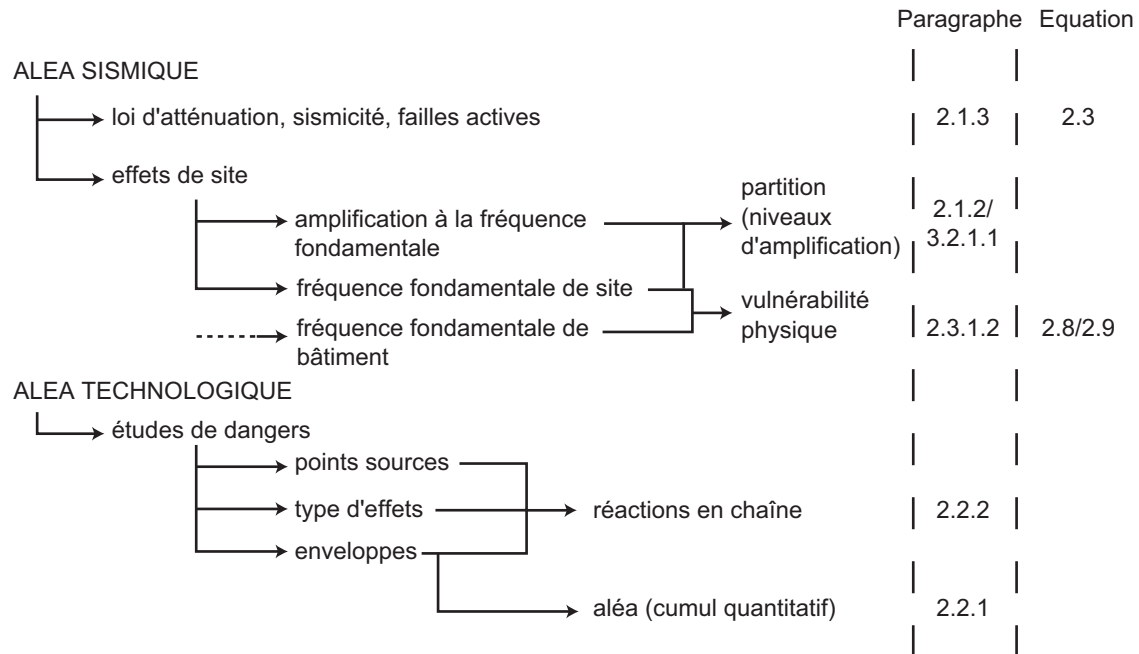 Paragraphe Equation
ALEA SISMIQUE
loi d'atténuation, sismicité, failles actives 2.1.3 2.3
effets de site
amplification à la fréquence
fondamentale
partition
(niveaux
d'amplification)
2.1.2/
3.2.1.1
fréquence fondamentale de site
fréquence fondamentale de
bâtiment
vulnérabilité
physique
2.3.1.2 2.8/2.9
ALEA TECHNOLOGIQUE
études de dangers
points sources
type d'effets
enveloppes
réactions en chaîne 2.2.2
aléa (cumul quantitatif) 2.2.1